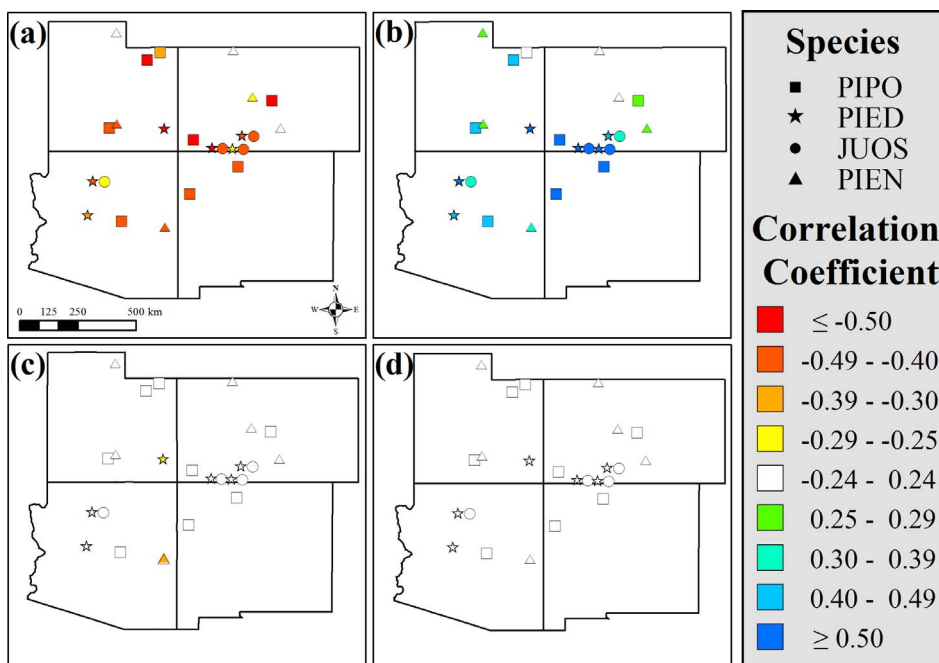 (a)
(b)
N
W E
S
0 125 250 500 km
(c)
(d)
Species
PIPO
PIED
JUOS
PIEN
Correlation
Coefficient
≤ -0.50
-0.49 - -0.40
-0.39 - -0.30
-0.29 - -0.25
-0.24 - 0.24
0.25 - 0.29
0.30 - 0.39
0.40 - 0.49
≥ 0.50